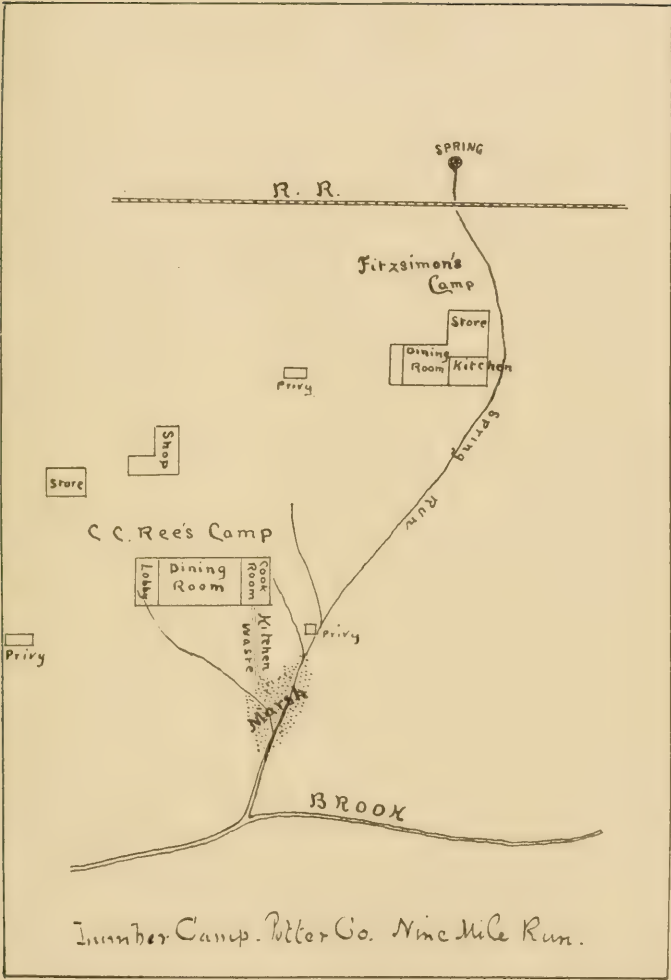 SPRING
R. R.
Fitzsimon's
Camp
Store
Dining
Room
Kitchen
Privy
Spring
Run
Shop
Store
C C. Ree's Camp
Lobby
Dining
Room
Cook
Room
Kitchen
Waste
Privy
Privy
Marsh
BROOK
Lumber Camp. Potter Co. Nine Mile Run.